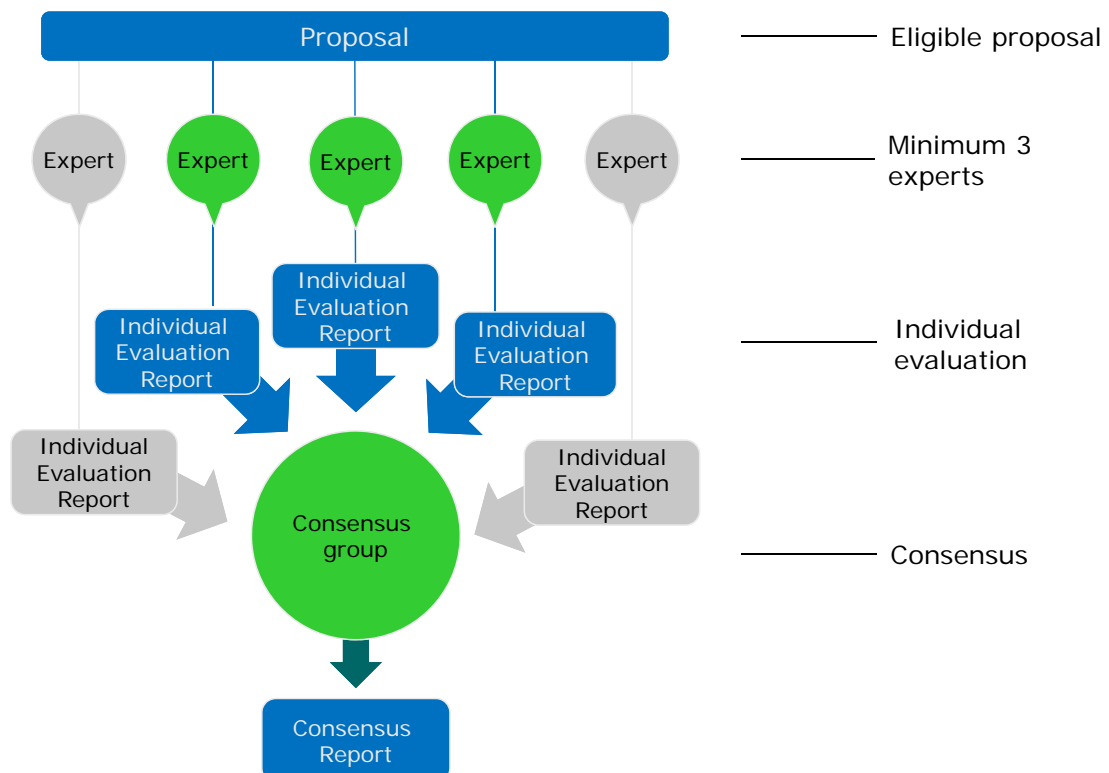 Proposal
Eligible proposal
Expert
Expert
Expert
Expert
Expert
Minimum 3
experts
Individual
Evaluation
Report
Individual
Evaluation
Report
Individual
Evaluation
Report
Individual
evaluation
Individual
Evaluation
Report
Individual
Evaluation
Report
Consensus
group
Consensus
Consensus
Report